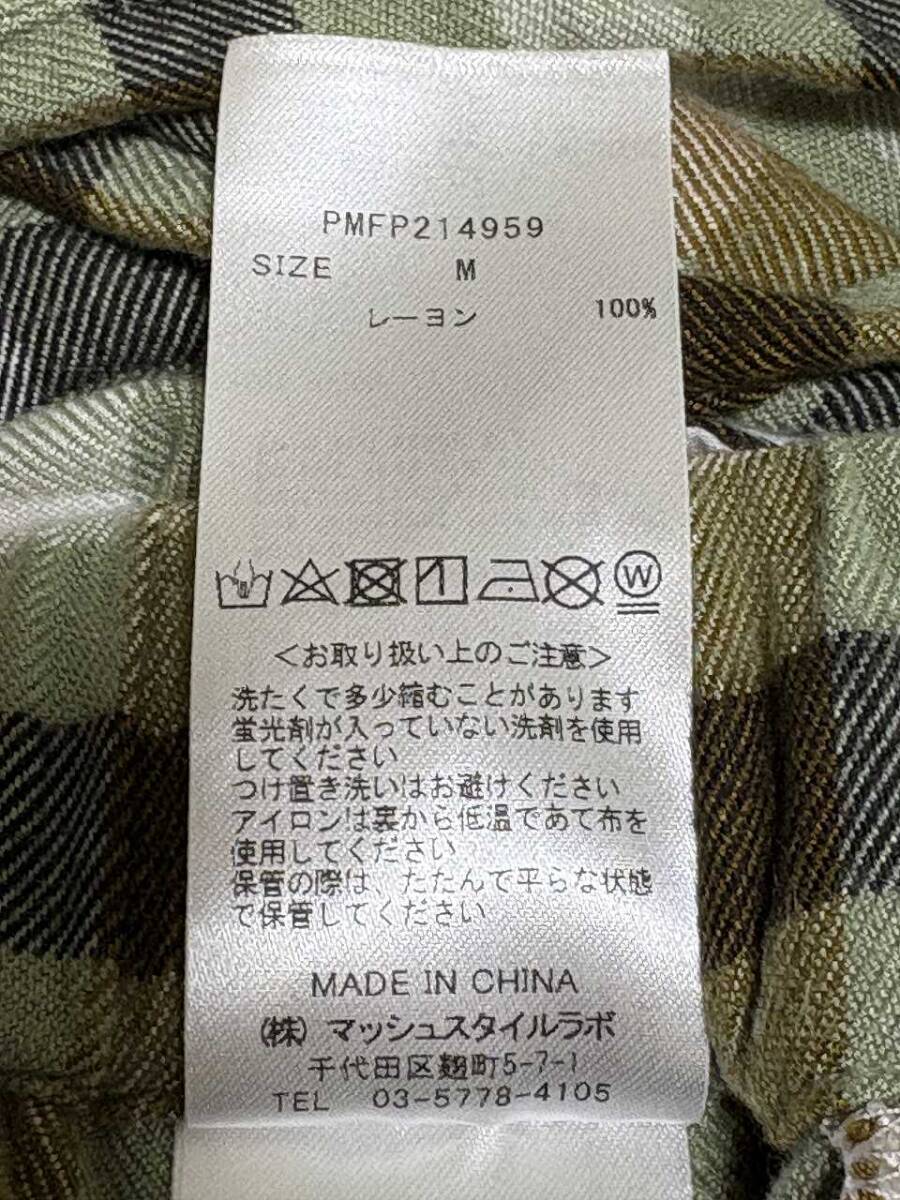 PMFP214959
SIZE M
レーヨン 100%
W
<お取り扱い上のご注意>
洗たくで多少縮むことがあります
蛍光剤が入っていない洗剤を使用
してください
つけ置き洗いはお避けください
アイロンは裏から低温であて布を
使用してください
保管の際は、たたんで平らな状態
で保管してください
MADE IN CHINA
(株) マッシュスタイルラボ
千代田区麹町5-7-1
TEL 03-5778-4105